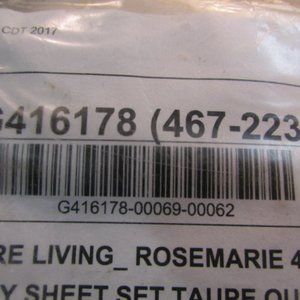 CDT 2017
G416178 (467-223
G416178-00069-00062
RE LIVING_ ROSEMARIE 4
Y SHEET SET TAUPE QU